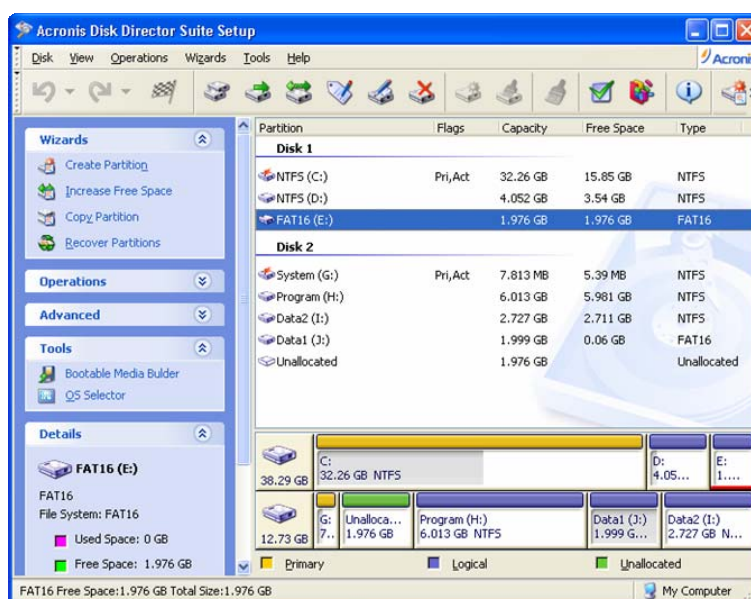 Acronis Disk Director Suite Setup
Disk View Operations Wizards Tools Help
Acronis
Wizards
Create Partition
Increase Free Space
Copy Partition
Recover Partitions
Operations
Advanced
Tools
Bootable Media Bulder
OS Selector
Details
FAT16 (E:)
FAT16
File System: FAT16
Used Space: 0 GB
Free Space: 1.976 GB
Partition Flags Capacity Free Space Type
Disk 1
NTFS (C:) Pri,Act 32.26 GB 15.85 GB NTFS
NTFS (D:) 4.052 GB 3.54 GB NTFS
FAT16 (E:) 1.976 GB 1.976 GB FAT16
Disk 2
System (G:) Pri,Act 7.813 MB 5.39 MB NTFS
Program (H:) 6.013 GB 5.981 GB NTFS
Data2 (I:) 2.727 GB 2.711 GB NTFS
Data1 (J:) 1.999 GB 0.06 GB FAT16
Unallocated 1.976 GB Unallocated
38.29 GB
C:
32.26 GB NTFS
D:
4.05...
E:
1....
12.73 GB
G:
7..
Unalloca...
1.976 GB
Program (H:)
6.013 GB NTFS
Data1 (J:)
1.999 G...
Data2 (I:)
2.727 GB N...
Primary Logical Unallocated
FAT16 Free Space:1.976 GB Total Size:1.976 GB
My Computer